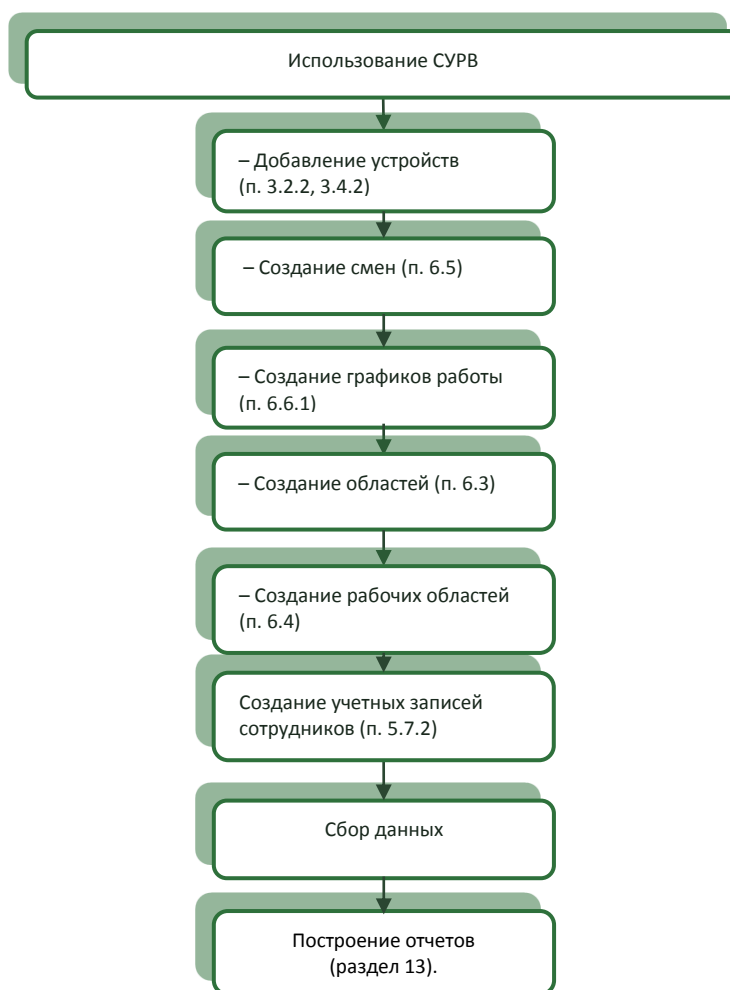 Использование СУРВ
– Добавление устройств
(п. 3.2.2, 3.4.2)
– Создание смен (п. 6.5)
– Создание графиков работы
(п. 6.6.1)
– Создание областей (п. 6.3)
– Создание рабочих областей
(п. 6.4)
Создание учетных записей
сотрудников (п. 5.7.2)
Сбор данных
Построение отчетов
(раздел 13).